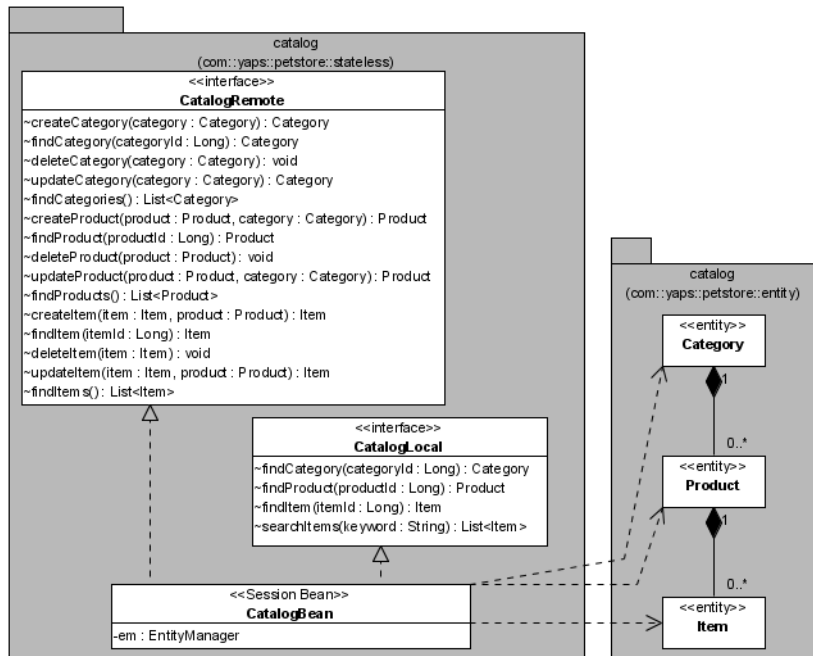 catalog
(com::yaps::petstore::stateless)
<<interface>>
CatalogRemote
~createCategory(category : Category) : Category
~findCategory(categoryId : Long) : Category
~deleteCategory(category : Category) : void
~updateCategory(category : Category) : Category
~findCategories() : List<Category>
~createProduct(product : Product, category : Category) : Product
~findProduct(productId : Long) : Product
~deleteProduct(product : Product) : void
~updateProduct(product : Product, category : Category) : Product
~findProducts() : List<Product>
~createItem(item : Item, product : Product) : Item
~findItem(itemId : Long) : Item
~deleteItem(item : Item) : void
~updateItem(item : Item, product : Product) : Item
~findItems() : List<Item>
<<interface>>
CatalogLocal
~findCategory(categoryId : Long) : Category
~findProduct(productId : Long) : Product
~findItem(itemId : Long) : Item
~searchItems(keyword : String) : List<Item>
<<Session Bean>>
CatalogBean
-em : EntityManager
catalog
(com::yaps::petstore::entity)
<<entity>>
Category
1
0..*
<<entity>>
Product
1
0..*
<<entity>>
Item